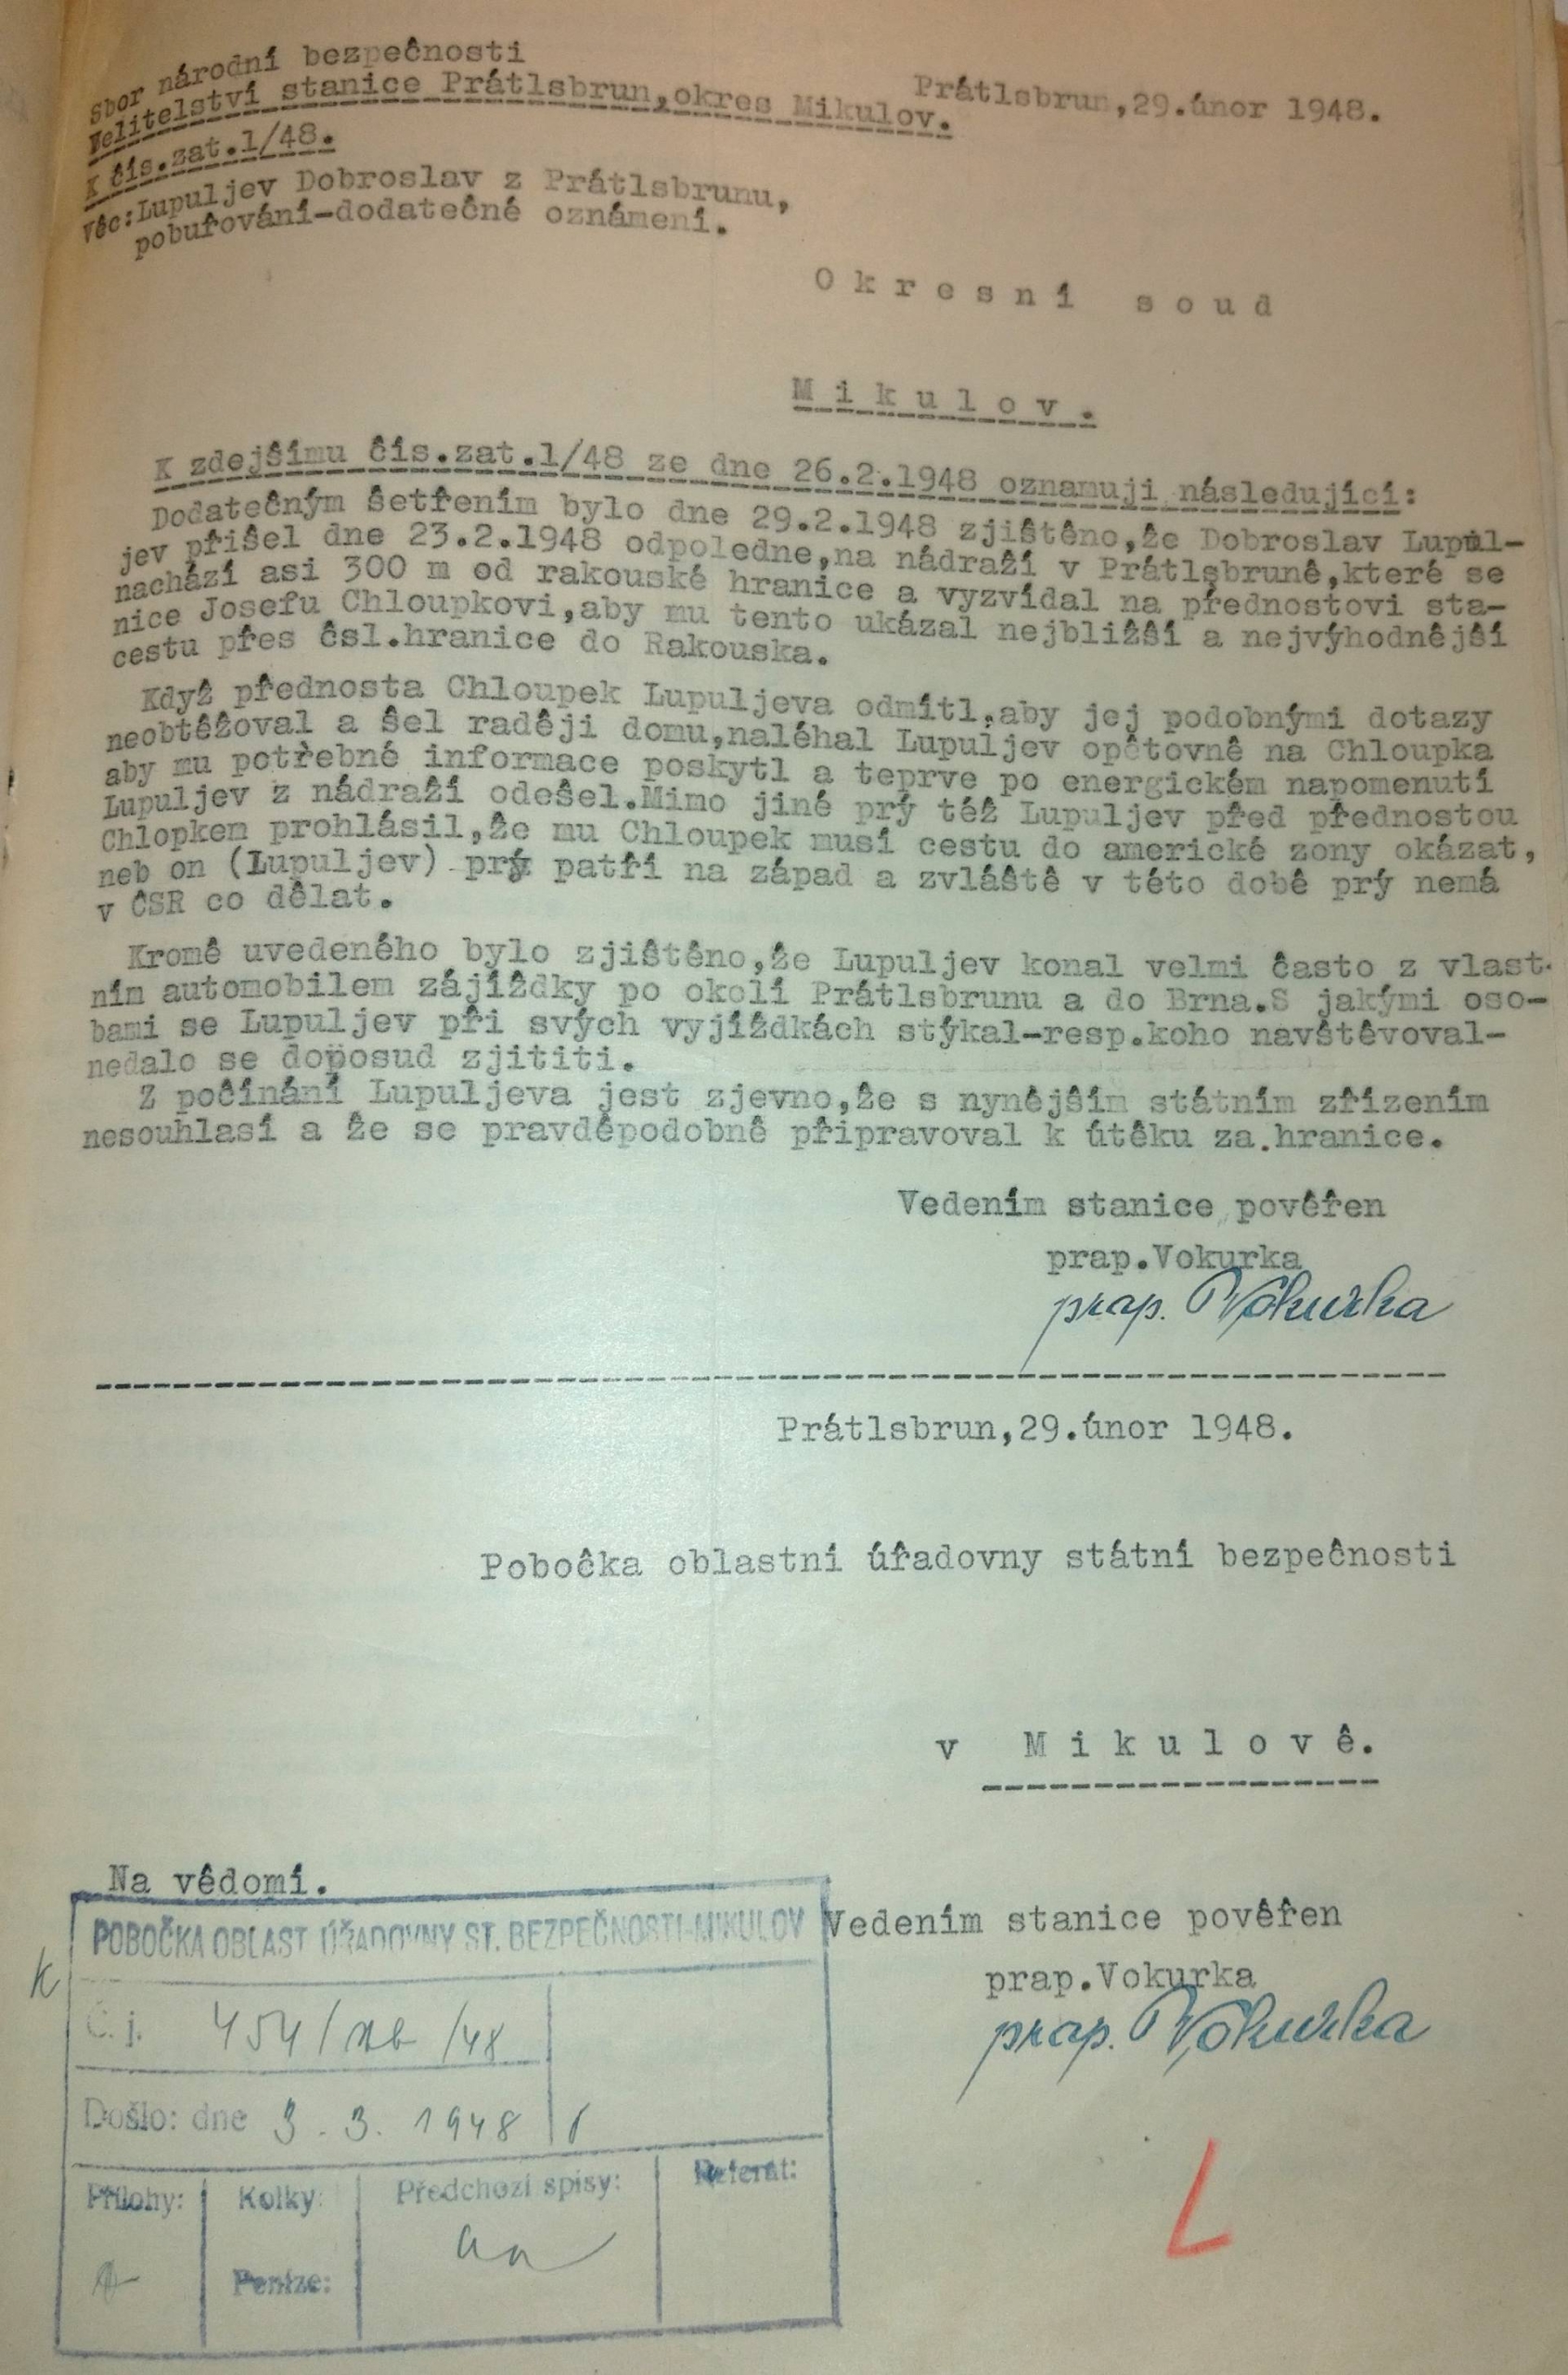 Sbor národní bezpečnosti
Velitelství stanice Prátlsbrun,okres Mikulov.
Prátlsbrun,29.únor 1948.
K čís.zat.1/48.
Věc:Lupuljev Dobroslav z Prátlsbrunu,
pobuřování-dodatečné oznámení.
Okresní soud
Mikulov.
K zdejšímu čís.zat.1/48 ze dne 26.2.1948 oznamuji následující:
Dodatečným šetřením bylo dne 29.2.1948 zjištěno,že Dobroslav Lupul-
jev přišel dne 23.2.1948 odpoledne,na nádraží v Prátlsbruně,které se
nachází asi 300 m od rakouské hranice a vyzvídal na přednostovi sta-
nice Josefu Chloupkovi,aby mu tento ukázal nejbližší a nejvýhodnější
cestu přes čsl.hranice do Rakouska.
Když přednosta Chloupek Lupuljeva odmítl,aby jej podobnými dotazy
neobtěžoval a šel raději domu,naléhal Lupuljev opětovně na Chloupka
aby mu potřebné informace poskytl a teprve po energickém napomenutí
Lupuljev z nádraží odešel.Mimo jiné prý též Lupuljev před přednostou
Chlopkem prohlásil,že mu Chloupek musí cestu do americké zony okázat,
neb on (Lupuljev) prý patří na západ a zvláště v této době prý nemá
v ČSR co dělat.
Kromě uvedeného bylo zjištěno,že Lupuljev konal velmi často z vlast-
ním automobilem zájíždky po okolí Prátlsbrunu a do Brna.S jakými oso-
bami se Lupuljev při svých vyjíždkách stýkal-resp.koho navštěvoval-
nedalo se doposud zjititi.
Z počínání Lupuljeva jest zjevno,že s nynějším státním zřízením
nesouhlasí a že se pravděpodobně připravoval k útěku za.hranice.
Vedením stanice pověřen
prap.Vokurka
prap. Vokurka
Prátlsbrun,29.únor 1948.
Pobočka oblastní úřadovny státní bezpečnosti
v Mikulově.
Na vědomí.
POBOČKA OBLAST ÚŘADOVNY ST. BEZPEČNOSTI-MIKULOV
Vedením stanice pověřen
prap.Vokurka
prap. Vokurka
K
Č. j. 454/ /48
Došlo: dne 3. 3. 1948
Přílohy: Kolky: Předchozí spisy: Referát:
Peníze:
L